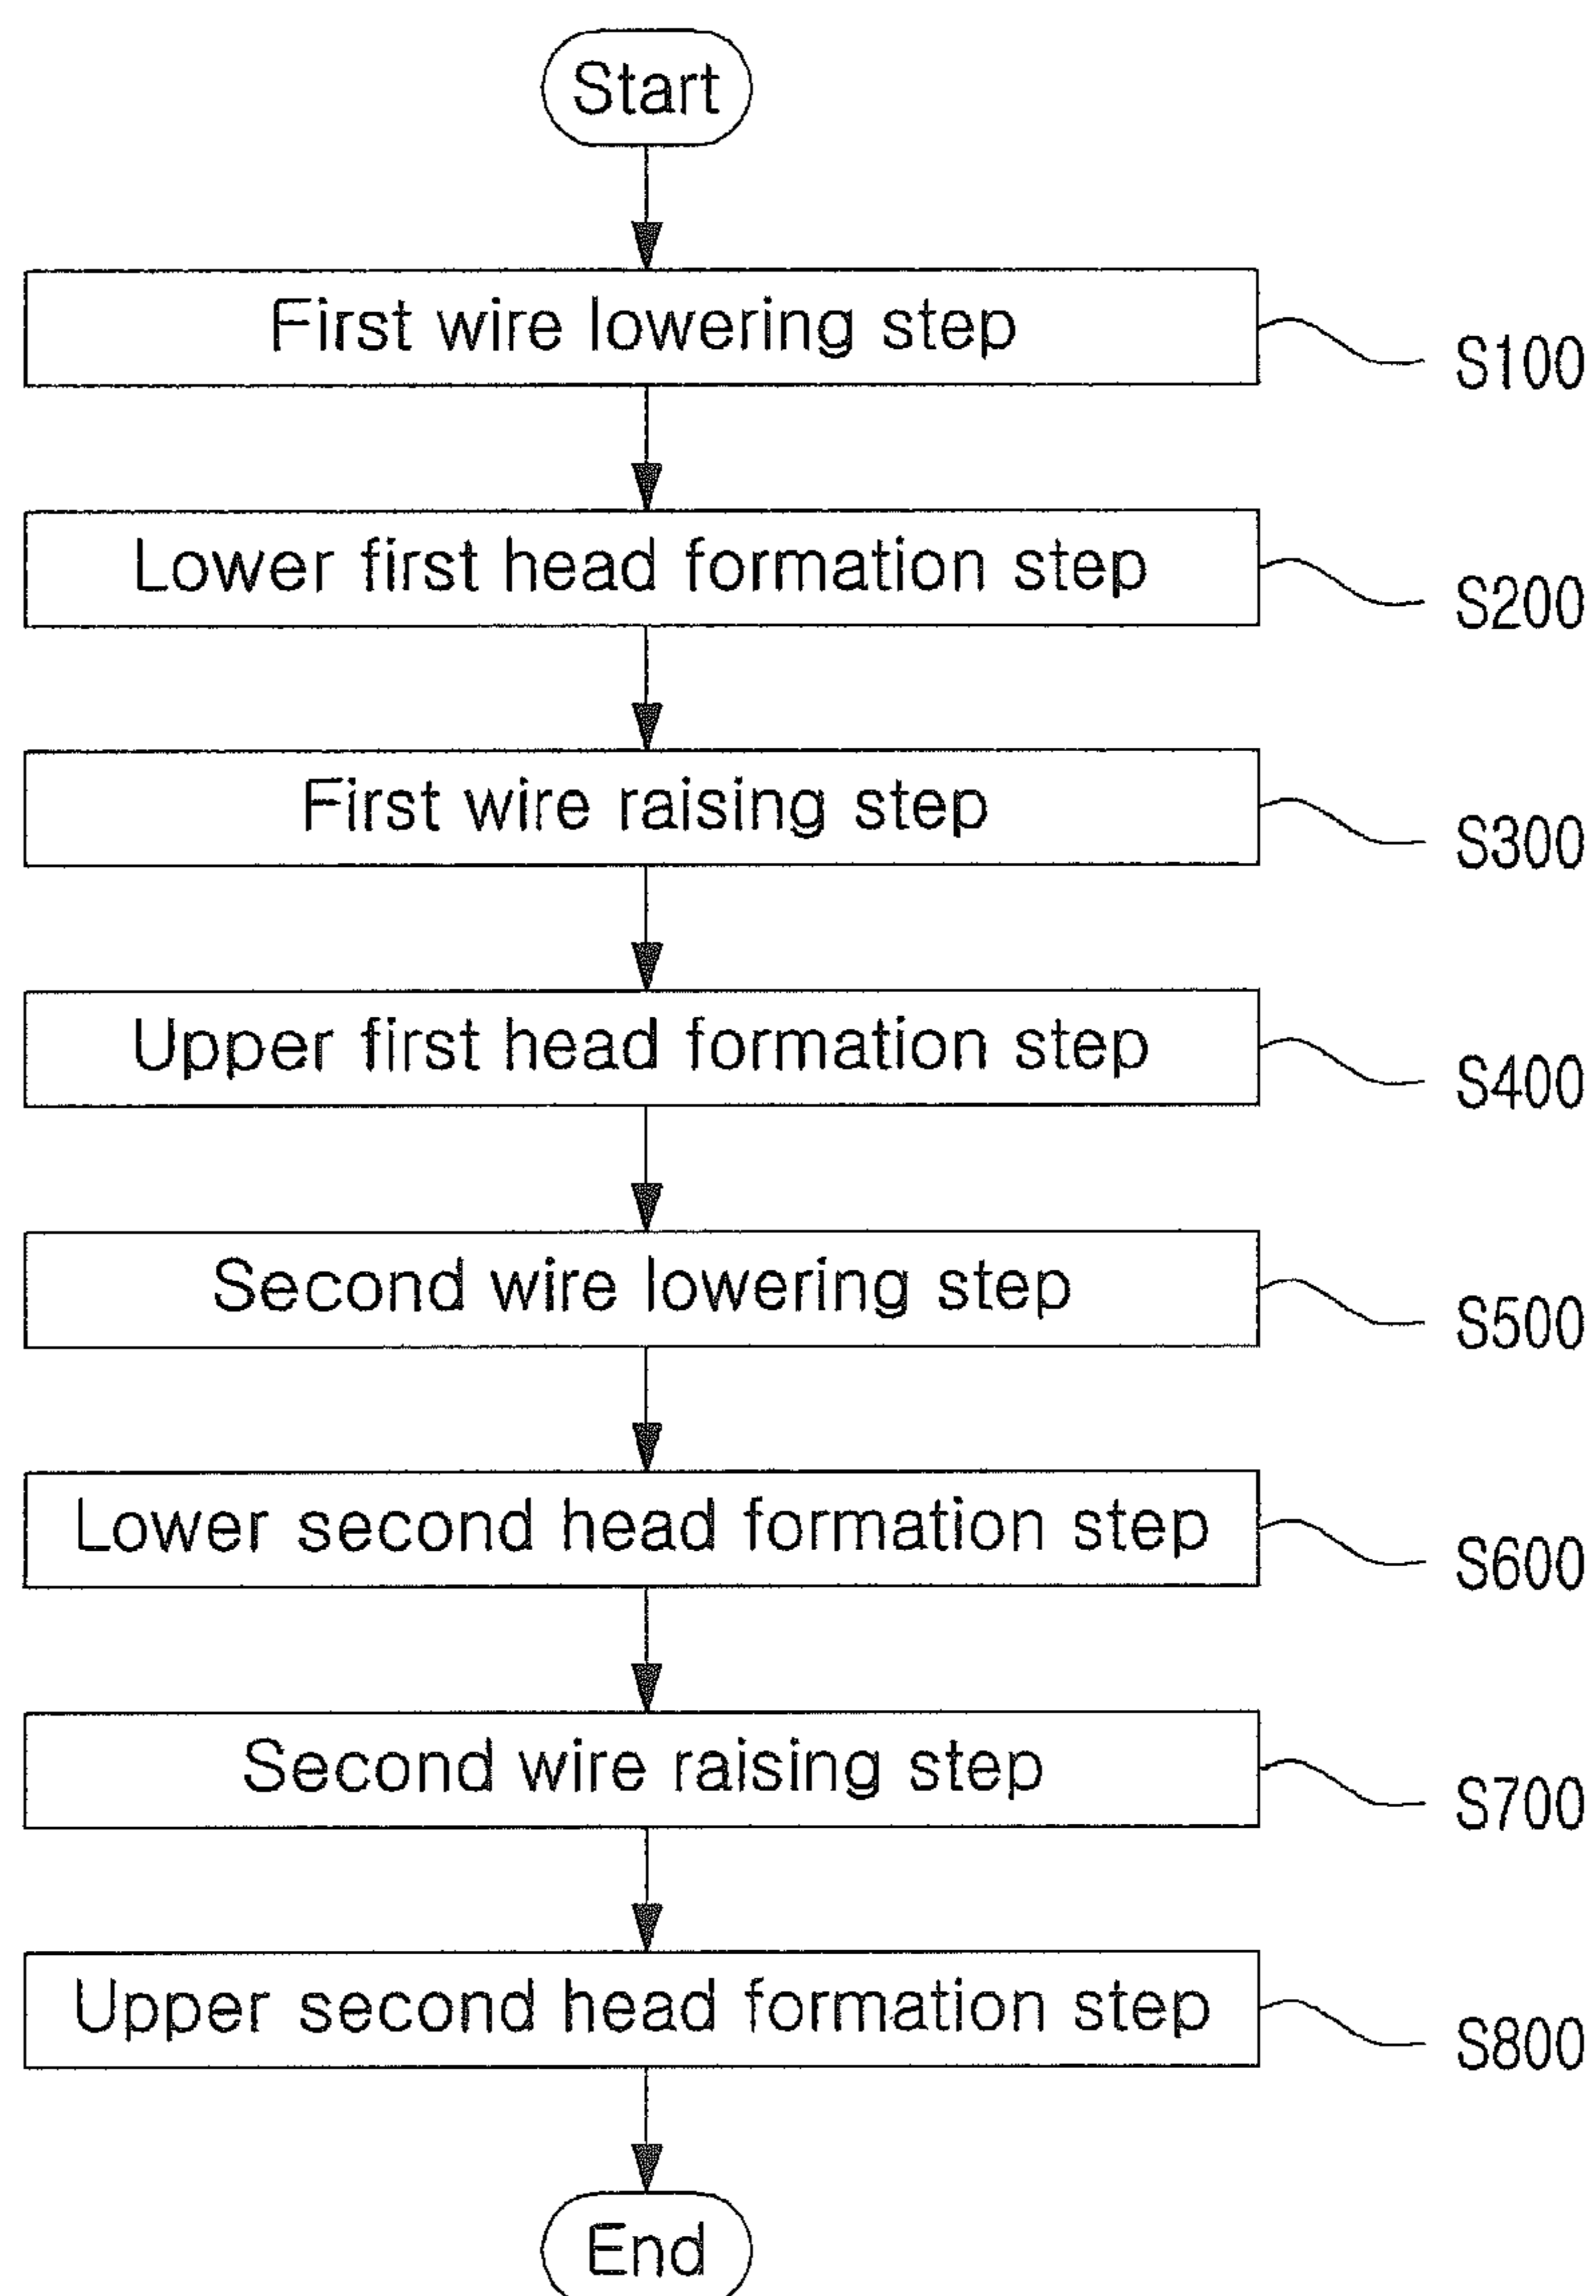 Start
First wire lowering step
S100
Lower first head formation step
S200
First wire raising step
S300
Upper first head formation step
S400
Second wire lowering step
S500
Lower second head formation step
S600
Second wire raising step
S700
Upper second head formation step
S800
End